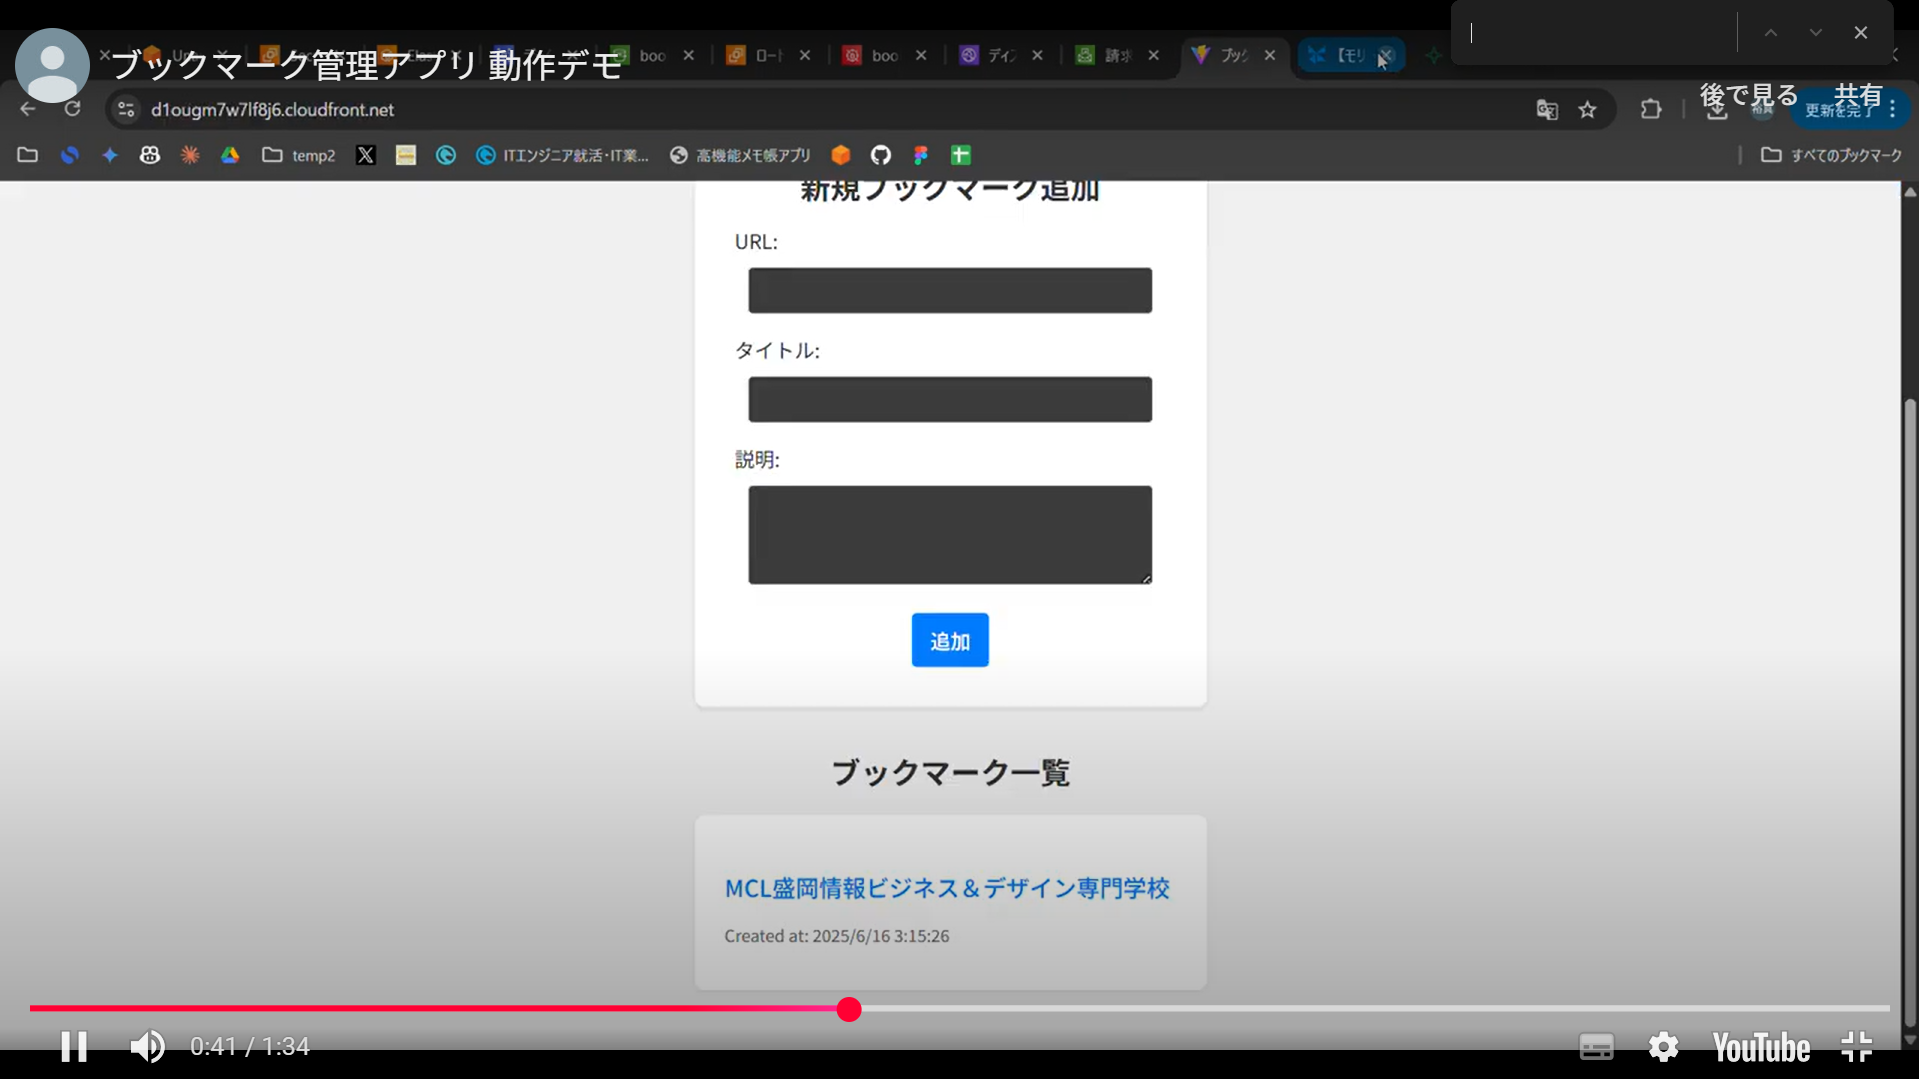 ブックマーク管理アプリ 動作デモ
boo
ロート
boo
ディス
請求
ブック
【モリ
後で見る
共有
d1ougm7w7lf8j6.cloudfront.net
更新を完了
temp2
ITエンジニア就活・IT業...
高機能メモ帳アプリ
すべてのブックマーク
新規ブックマーク追加
URL:
タイトル:
説明:
追加
ブックマーク一覧
MCL盛岡情報ビジネス＆デザイン専門学校
Created at: 2025/6/16 3:15:26
0:41 / 1:34
YouTube